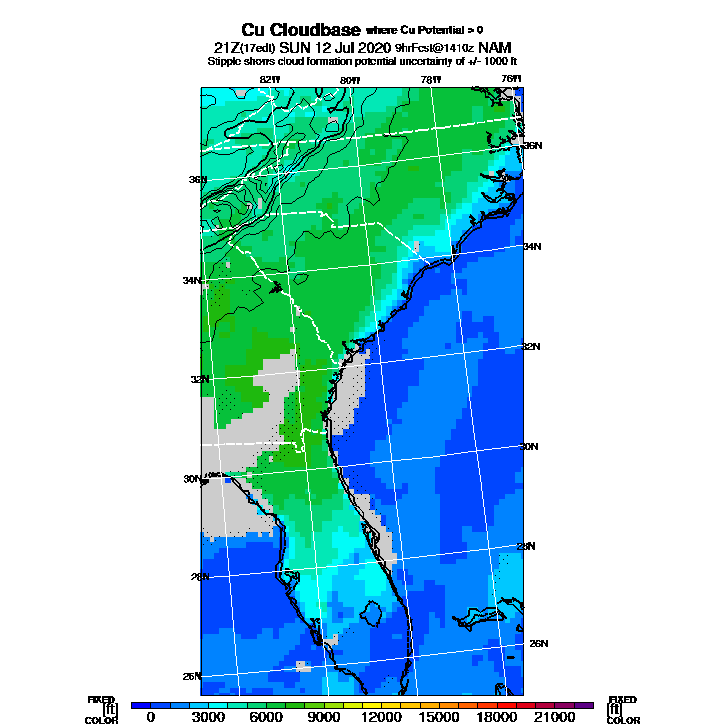 Cu Cloudbase where Cu Potential > 0
21Z(17edt) SUN 12 Jul 2020 9hrFcst@1410z NAM
Stipple shows cloud formation potential uncertainty of +/- 1000 ft
82W 80W 78W 76W
36N
36N
34N
34N
32N
32N
30N
30N
28N
28N
26N
26N
FIXED FIXED
[ft] [ft]
COLOR COLOR
0 3000 6000 9000 12000 15000 18000 21000